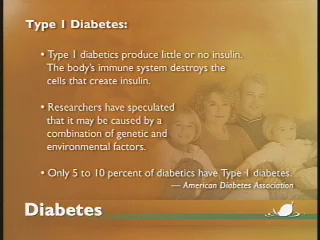 Type 1 Diabetes:
• Type 1 diabetics produce little or no insulin.
The body's immune system destroys the
cells that create insulin.
• Researchers have speculated
that it may be caused by a
combination of genetic and
environmental factors.
• Only 5 to 10 percent of diabetics have Type 1 diabetes.
— American Diabetes Association
Diabetes